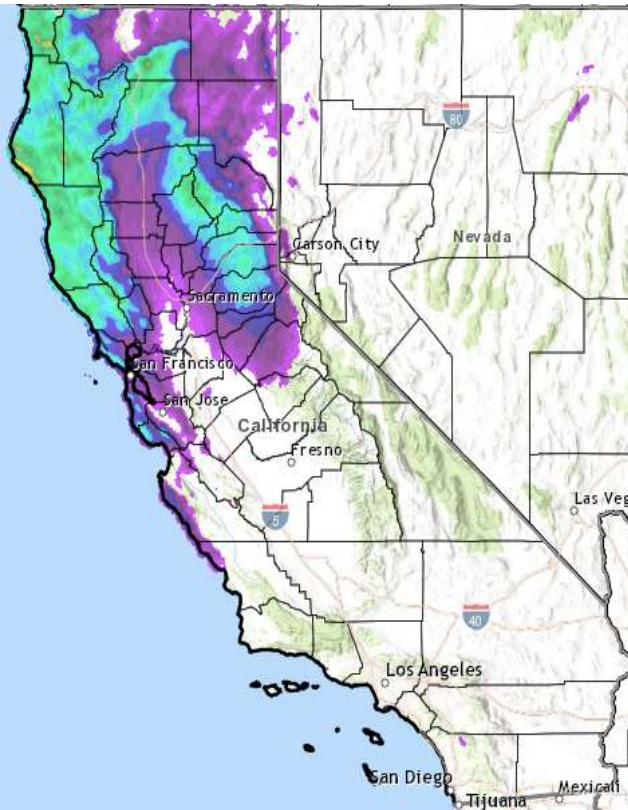 80
Carson City
Nevada
Sacramento
San Francisco
San Jose
California
Fresno
Las Veg
5
40
Los Angeles
San Diego
Mexicali
Tijuana